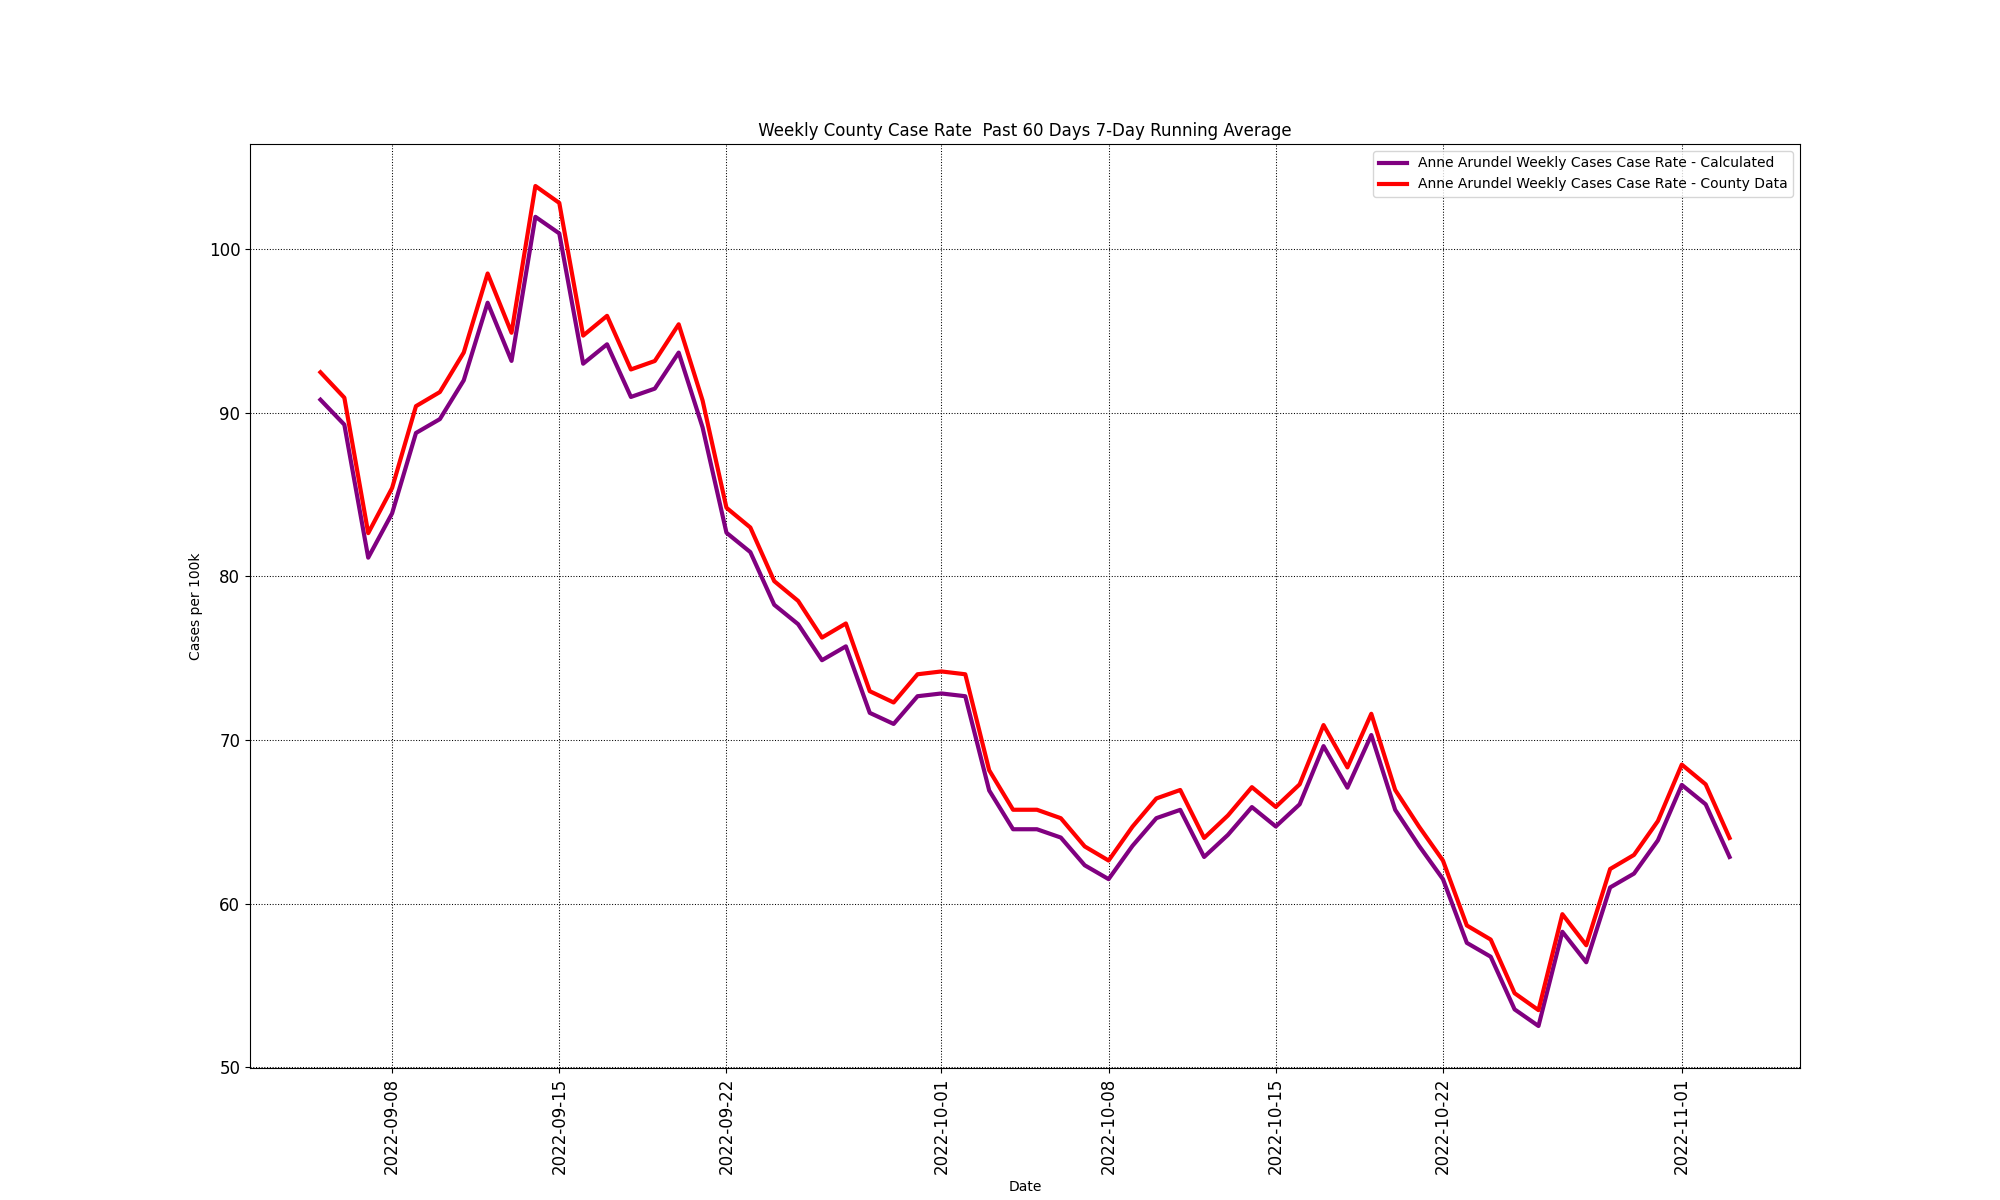 Weekly County Case Rate  Past 60 Days 7-Day Running Average
Anne Arundel Weekly Cases Case Rate - Calculated
Anne Arundel Weekly Cases Case Rate - County Data
Cases per 100k
100
90
80
70
60
50
2022-09-08
2022-09-15
2022-09-22
2022-10-01
2022-10-08
2022-10-15
2022-10-22
2022-11-01
Date